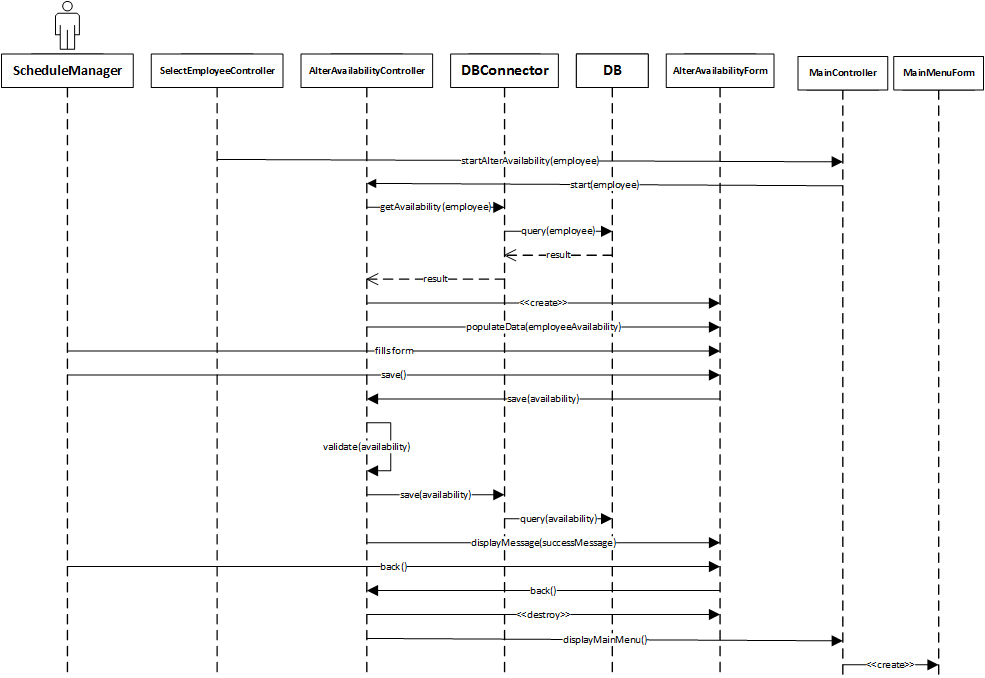 ScheduleManager
SelectEmployeeController
AlterAvailabilityController
DBConnector
DB
AlterAvailabilityForm
MainController
MainMenuForm
startAlterAvailability(employee)
start(employee)
getAvailability(employee)
query(employee)
result
result
<<create>>
populateData(employeeAvailability)
fills form
save()
save(availability)
validate(availability)
save(availability)
query(availability)
displayMessage(successMessage)
back()
back()
<<destroy>>
displayMainMenu()
<<create>>